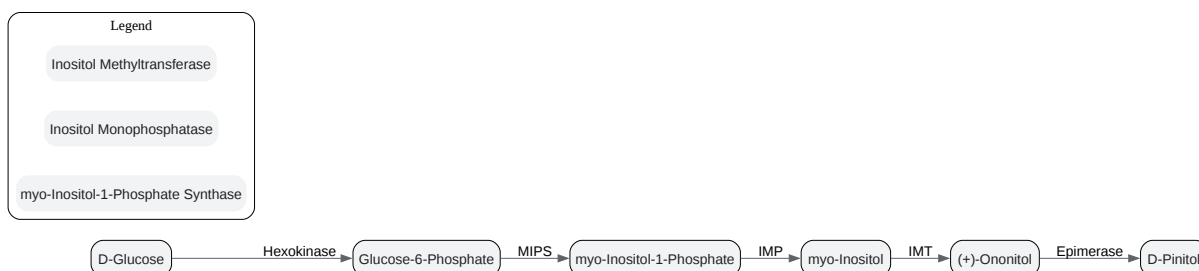 Legend
Inositol Methyltransferase
Inositol Monophosphatase
myo-Inositol-1-Phosphate Synthase
D-Glucose Hexokinase Glucose-6-Phosphate MIPS myo-Inositol-1-Phosphate IMP myo-Inositol IMT (+)-Ononitol Epimerase D-Pinitol